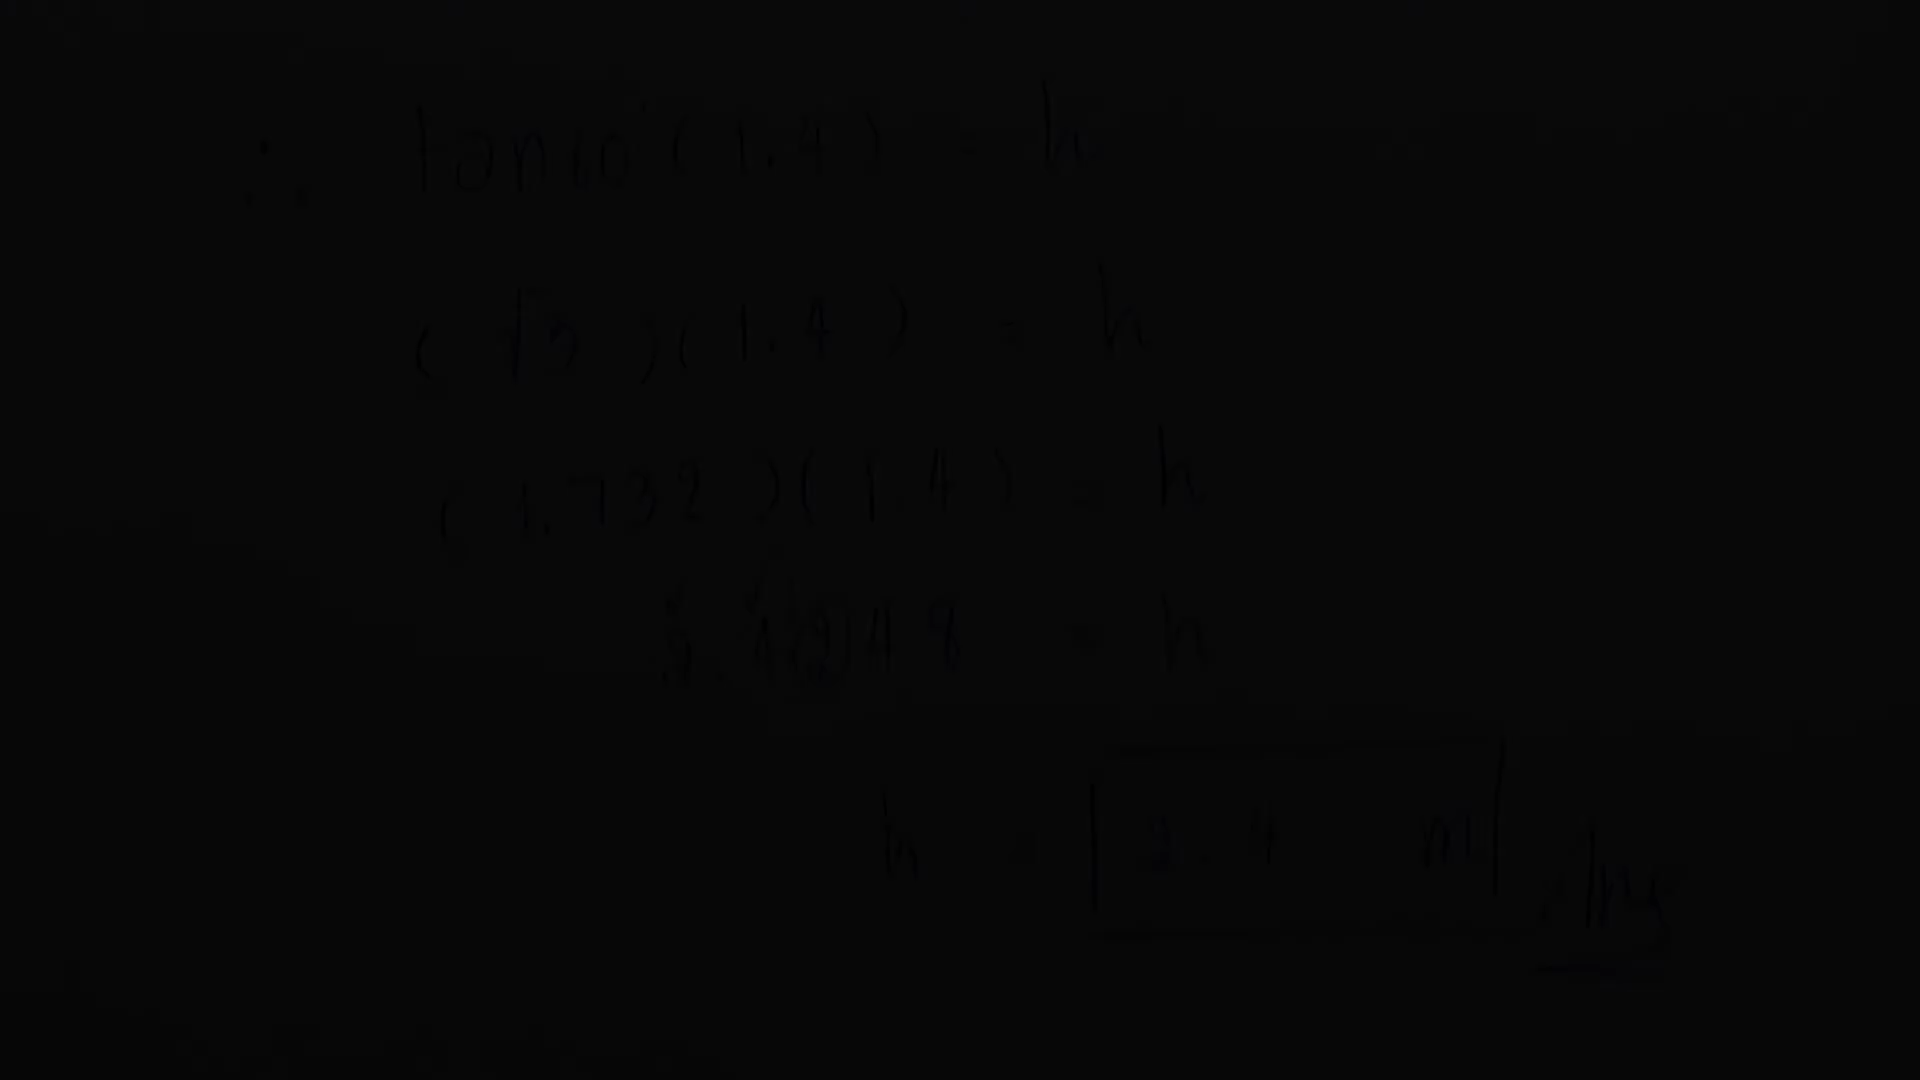 ∴ tan60°(1.4) = h
(√3)(1.4) = h
(1.732)(1.4) = h
2.4248 = h
h = 2.4 m